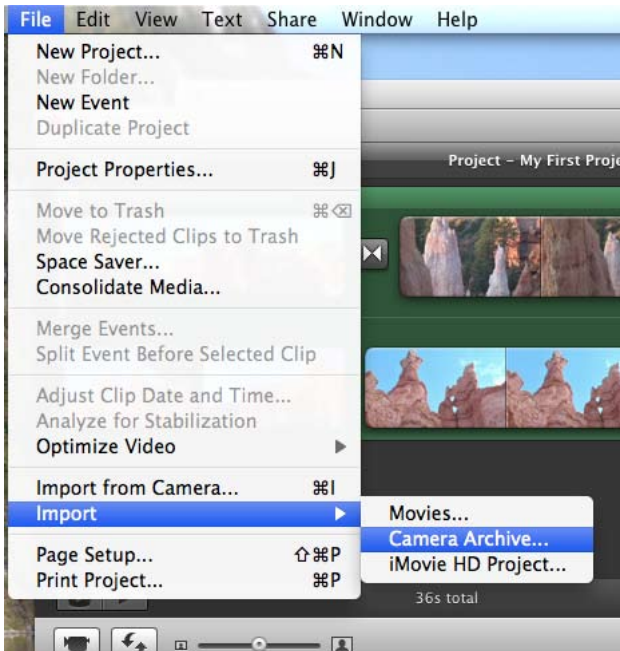 File Edit View Text Share Window Help
New Project... ⌘N
New Folder...
New Event
Duplicate Project
Project Properties... ⌘J
Project - My First Proje
Move to Trash ⌘⌫
Move Rejected Clips to Trash
Space Saver...
Consolidate Media...
Merge Events...
Split Event Before Selected Clip
Adjust Clip Date and Time...
Analyze for Stabilization
Optimize Video
Import from Camera... ⌘I
Import
Movies...
Camera Archive...
iMovie HD Project...
Page Setup... ⇧⌘P
Print Project... ⌘P
36s total